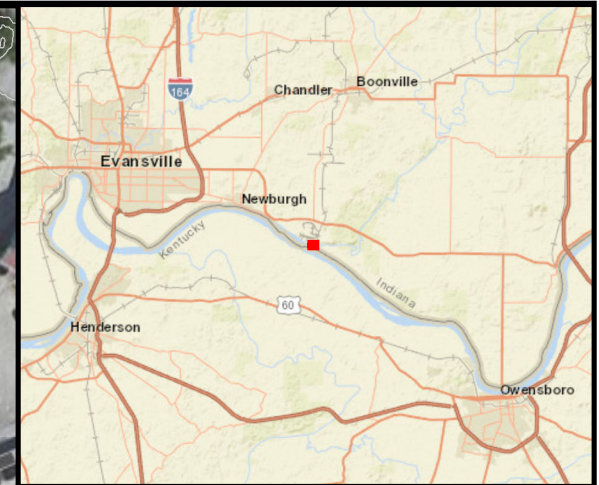 Boonville
Chandler
164
Evansville
Newburgh
Kentucky
Indiana
60
Henderson
Owensboro